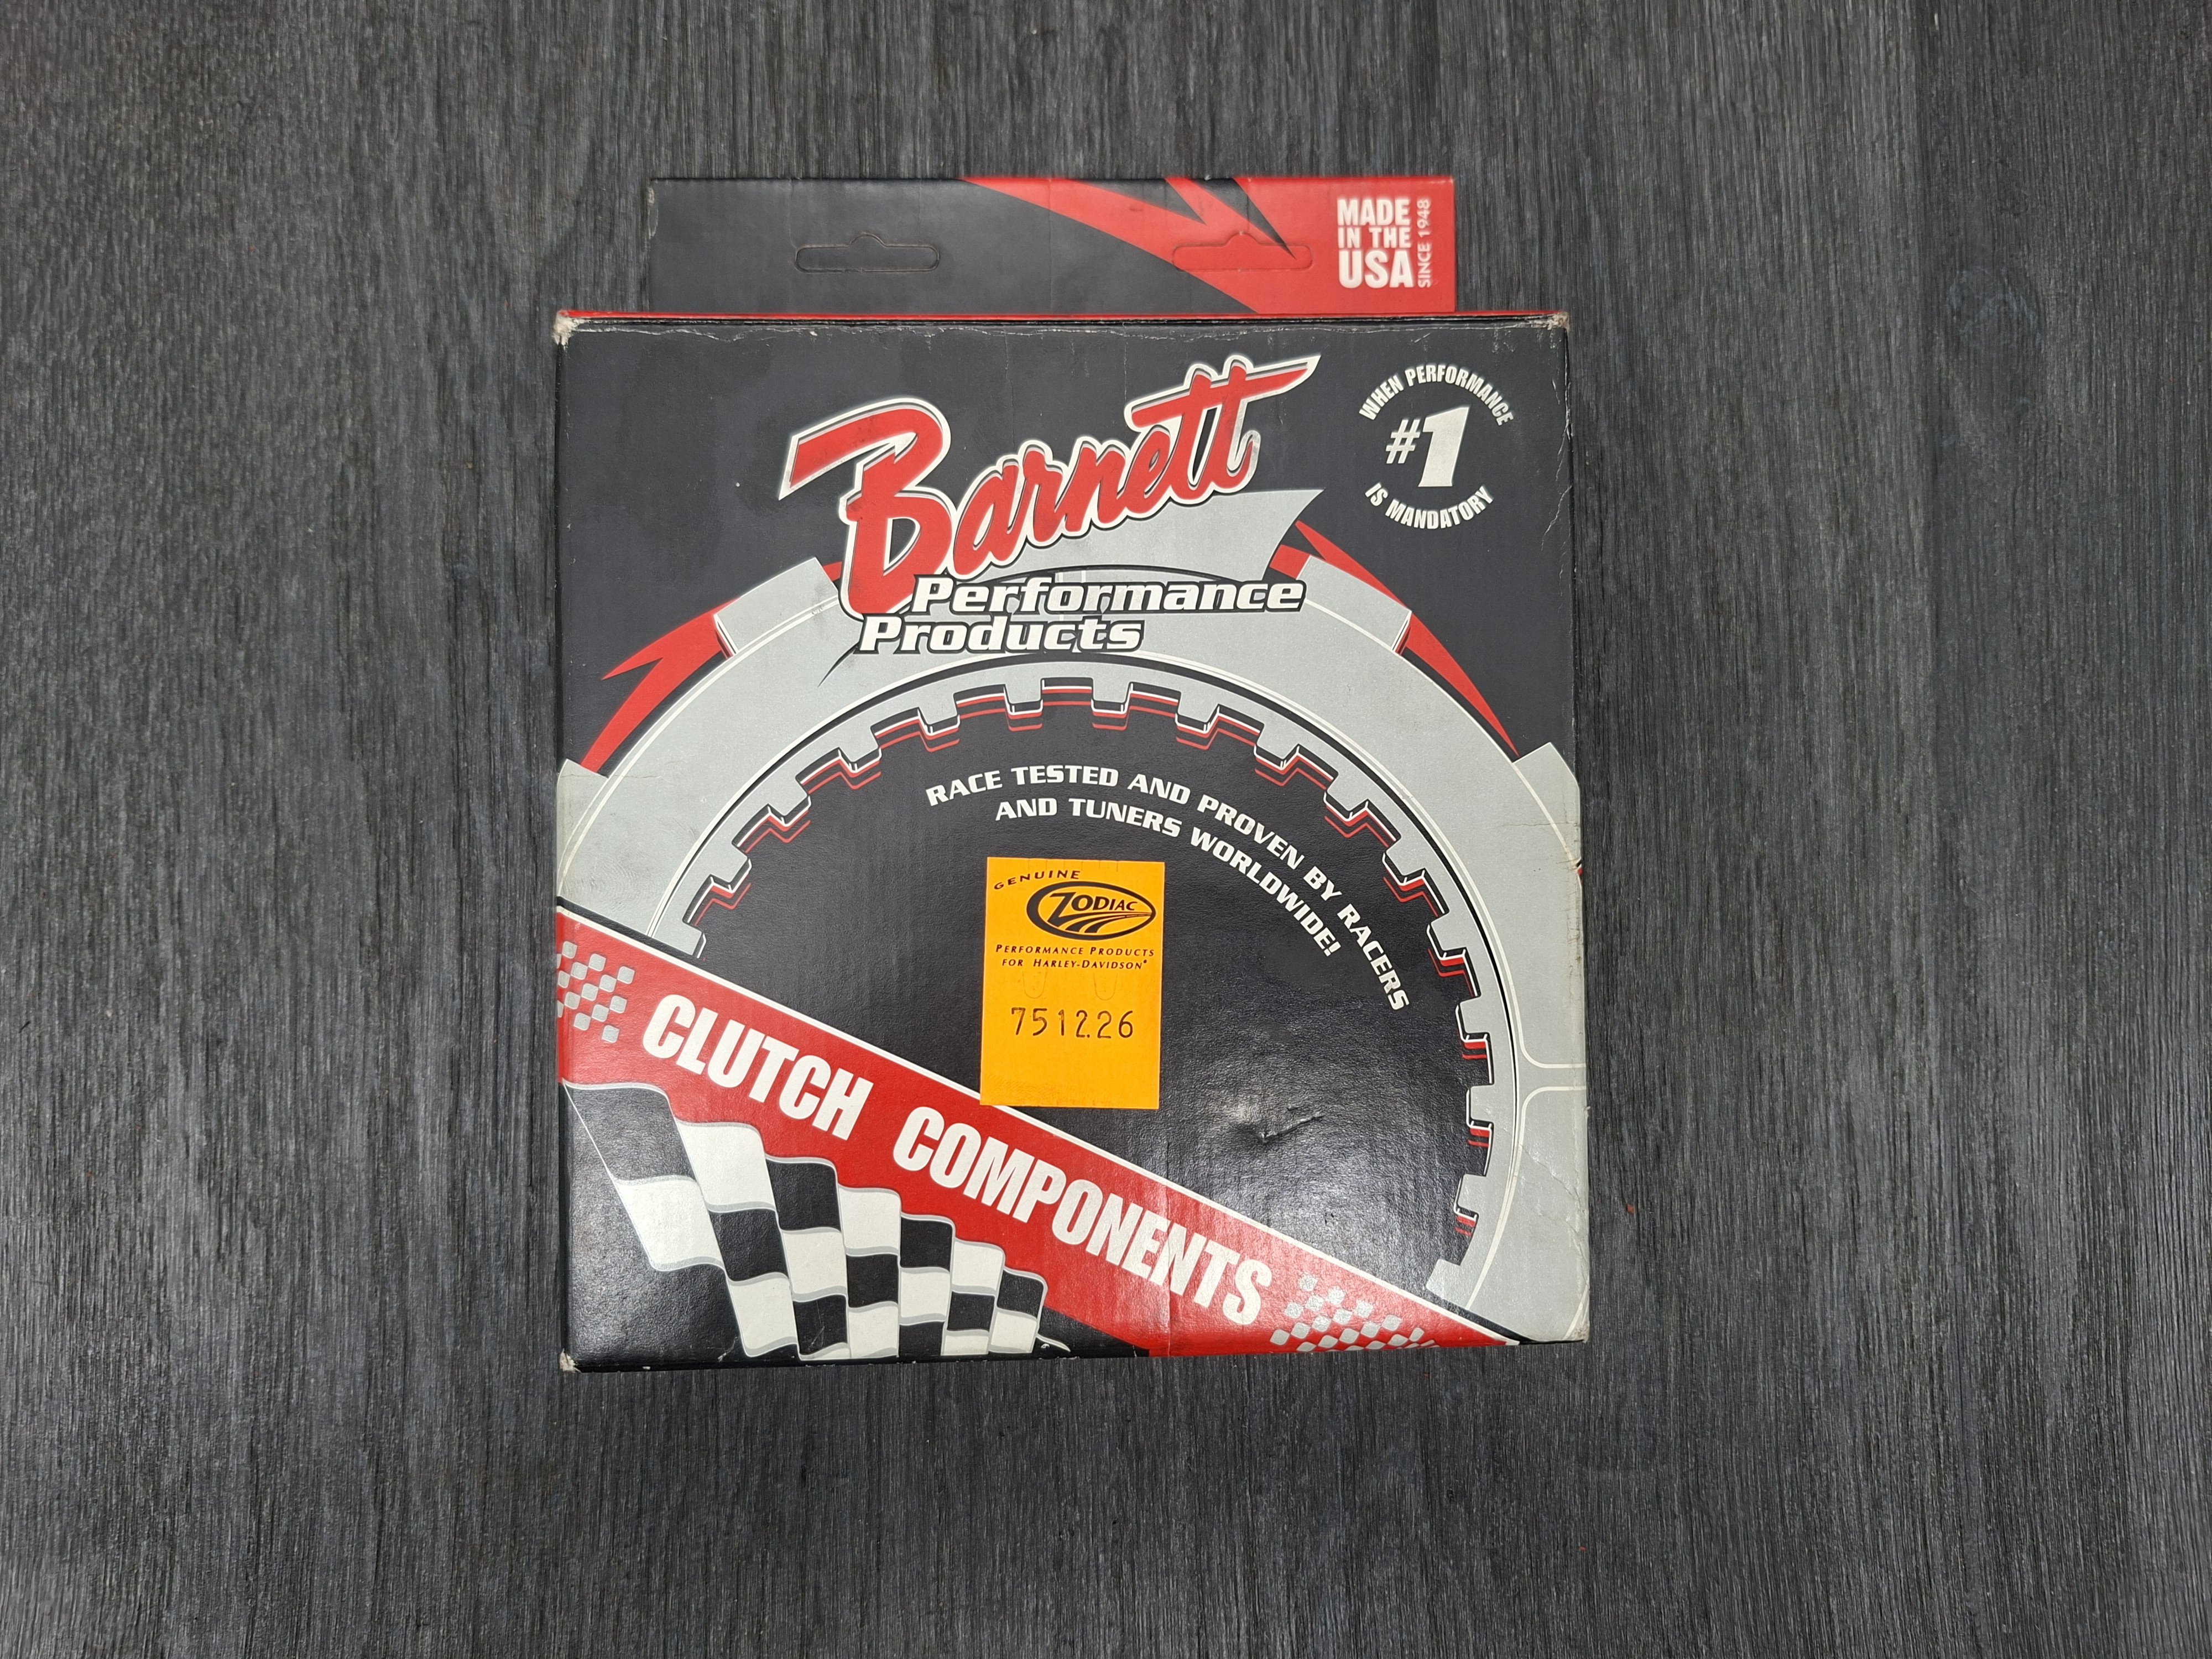 MADE
IN THE
USA
SINCE 1948
Barnett
Performance
Products
WHEN PERFORMANCE
#1
IS MANDATORY
RACE TESTED AND PROVEN BY RACERS
AND TUNERS WORLDWIDE!
GENUINE
ZODIAC
PERFORMANCE PRODUCTS
FOR HARLEY-DAVIDSON®
751226
CLUTCH COMPONENTS